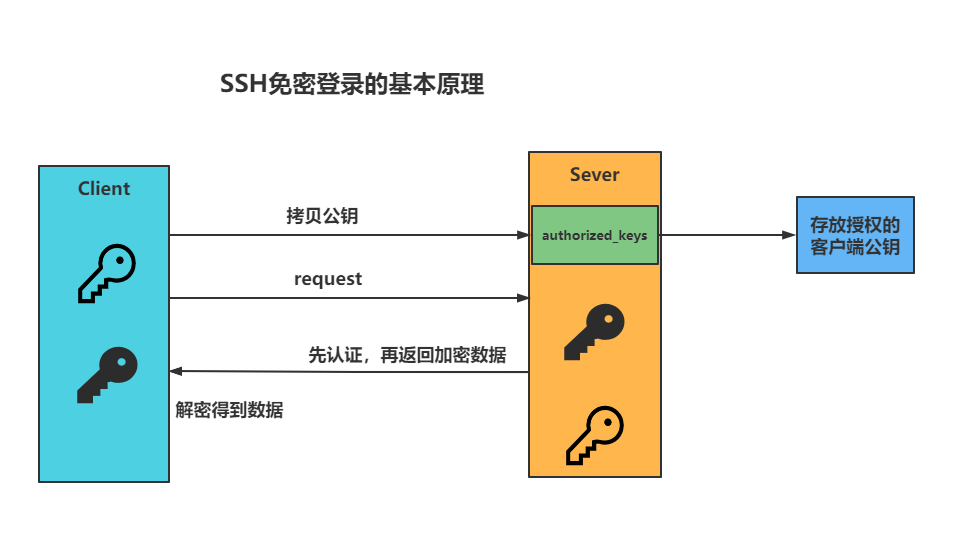 SSH免密登录的基本原理
Client
Sever
拷贝公钥
authorized_keys
存放授权的
客户端公钥
request
先认证，再返回加密数据
解密得到数据